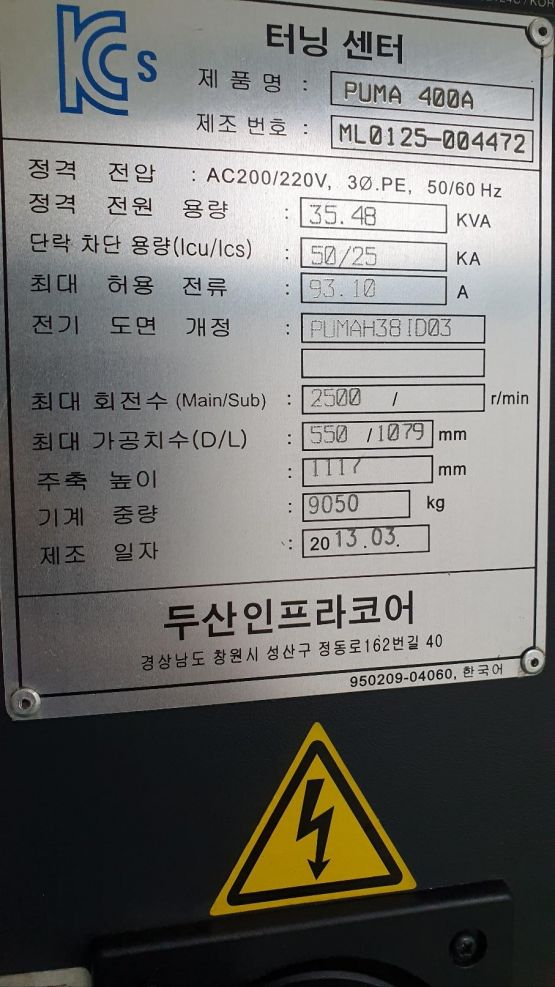 KCs
터닝 센터
제 품 명 : PUMA 400A
제조 번호 : ML0125-004472
정격 전압 : AC200/220V, 3Ø.PE, 50/60 Hz
정격 전원 용량 : 35.48 KVA
단락 차단 용량(Icu/Ics) : 50/25 KA
최대 허용 전류 : 93.10 A
전기 도면 개정 : PUMAH38ID03
최대 회전수 (Main/Sub) : 2500 / r/min
최대 가공치수(D/L) : 550 / 1079 mm
주축 높이 : 1117 mm
기계 중량 : 9050 kg
제조 일자 : 2013.03.
두산인프라코어
경상남도 창원시 성산구 정동로162번길 40
950209-04060, 한국어